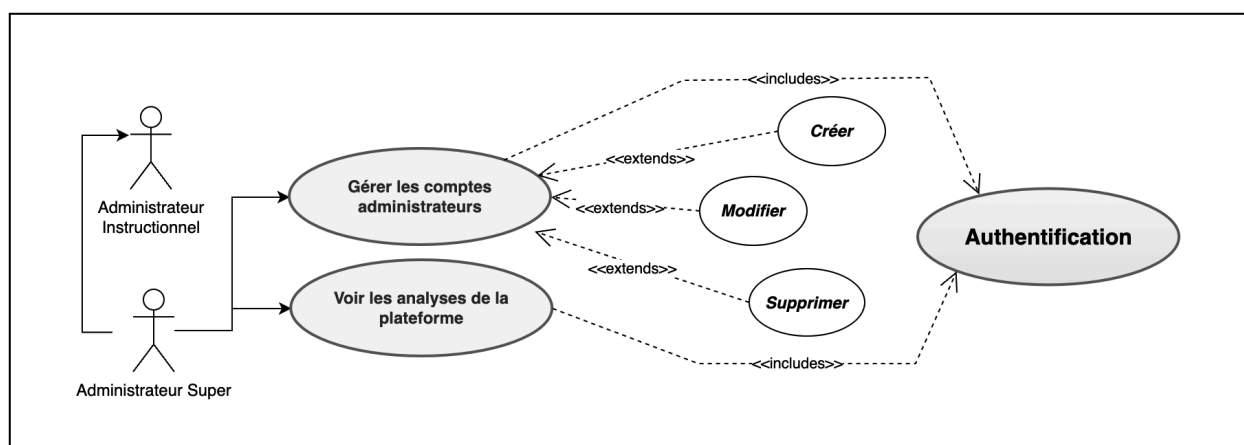 <<includes>>
Créer
<<extends>>
Gérer les comptes
administrateurs
Modifier
<<extends>>
Administrateur
Instructionnel
Authentification
<<extends>>
Supprimer
Voir les analyses de la
plateforme
<<includes>>
Administrateur Super